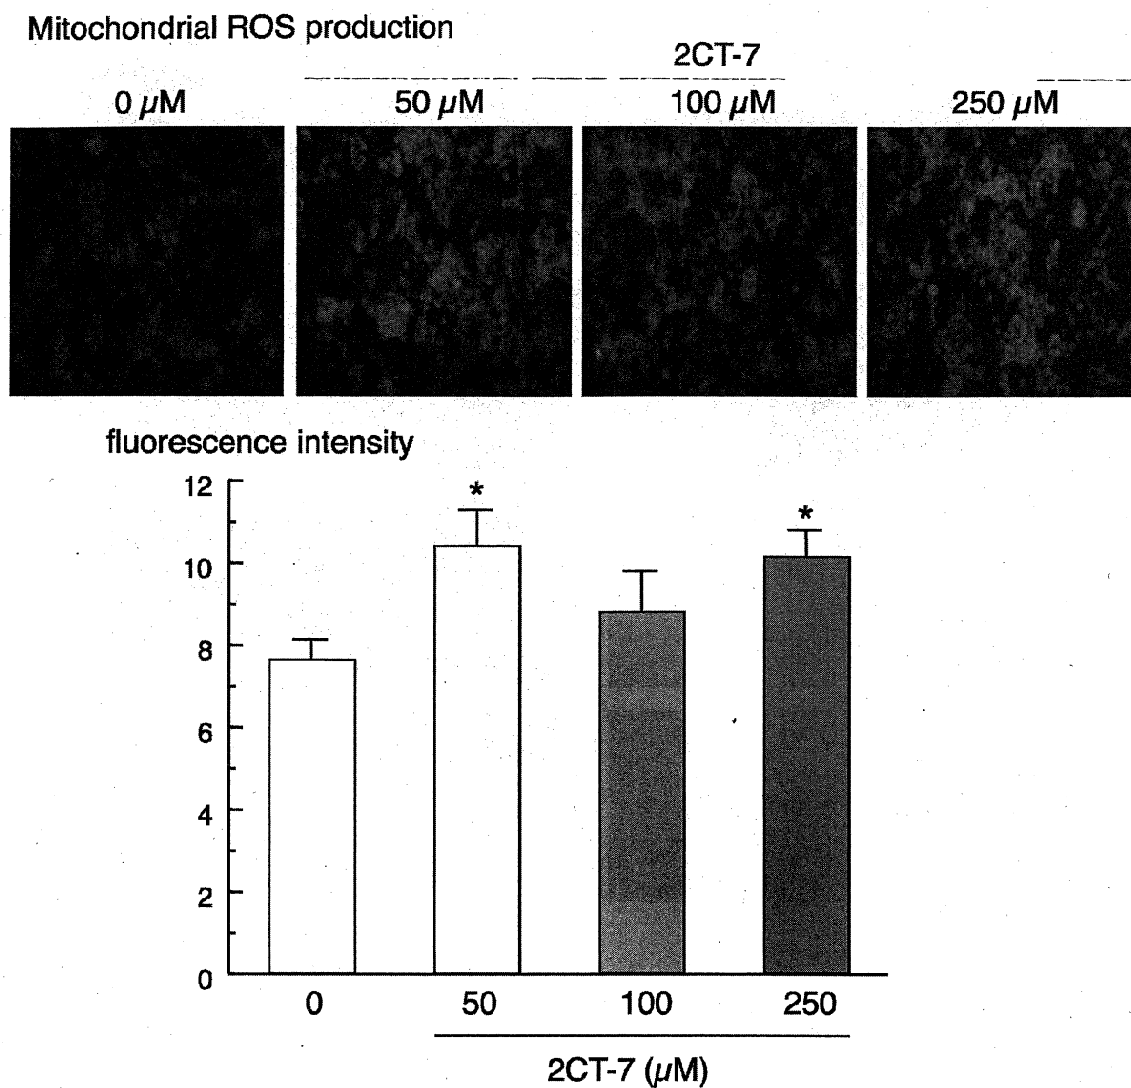 Mitochondrial ROS production
2CT-7
0 μM 50 μM 100 μM 250 μM
fluorescence intensity
12
10
8
6
4
2
0
* *
0 50 100 250
2CT-7 (μM)